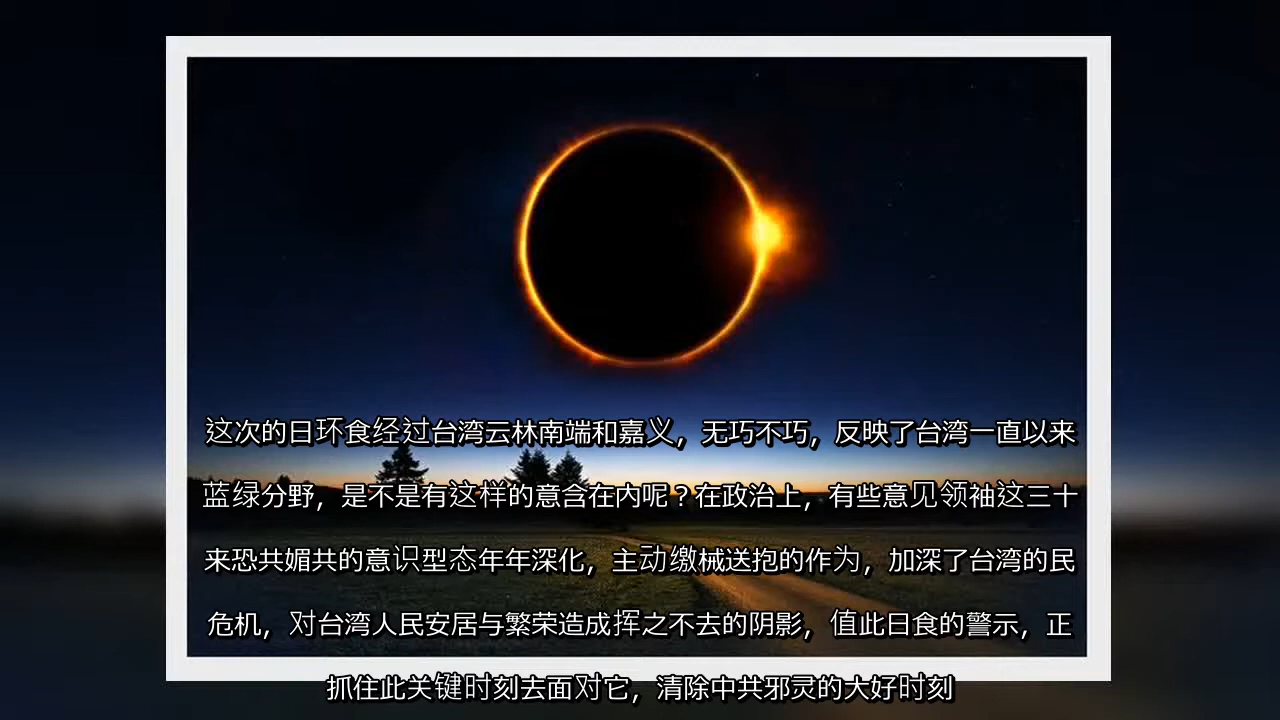 这次的日环食经过台湾云林南端和嘉义，无巧不巧，反映了台湾一直以来
蓝绿分野，是不是有这样的意含在内呢？在政治上，有些意见领袖这三十
来恐共媚共的意识型态年年深化，主动缴械送抱的作为，加深了台湾的民
危机，对台湾人民安居与繁荣造成挥之不去的阴影，值此日食的警示，正
抓住此关键时刻去面对它，清除中共邪灵的大好时刻